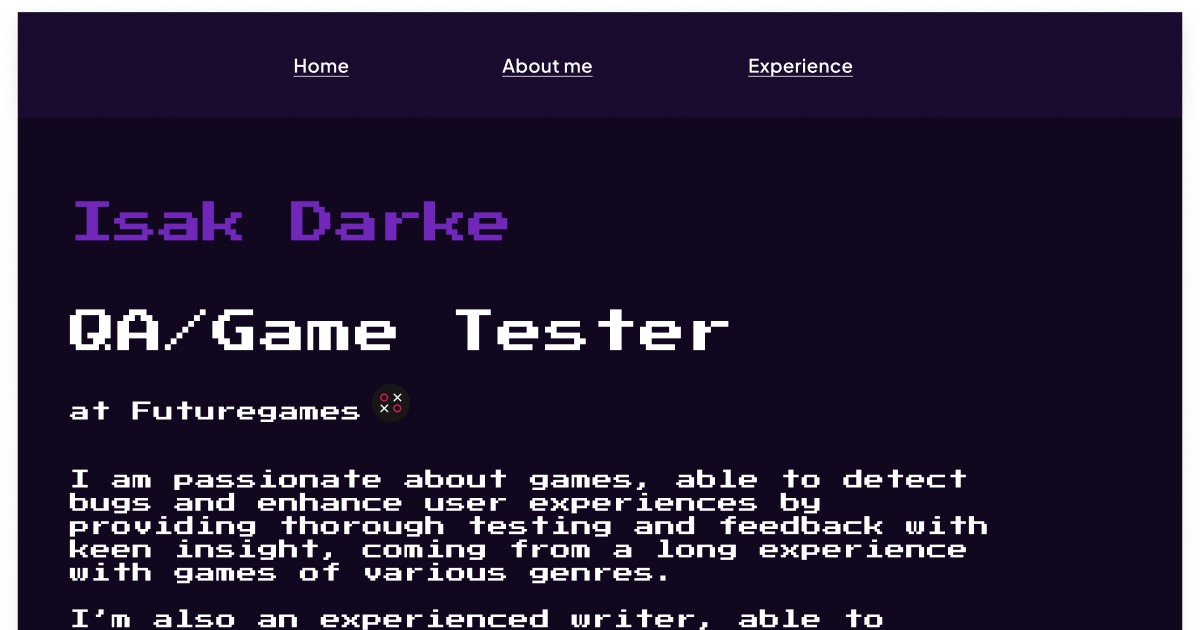 Home About me Experience
Isak Darke
QA/Game Tester
at Futuregames
I am passionate about games, able to detect
bugs and enhance user experiences by
providing thorough testing and feedback with
keen insight, coming from a long experience
with games of various genres.
I'm also an experienced writer, able to